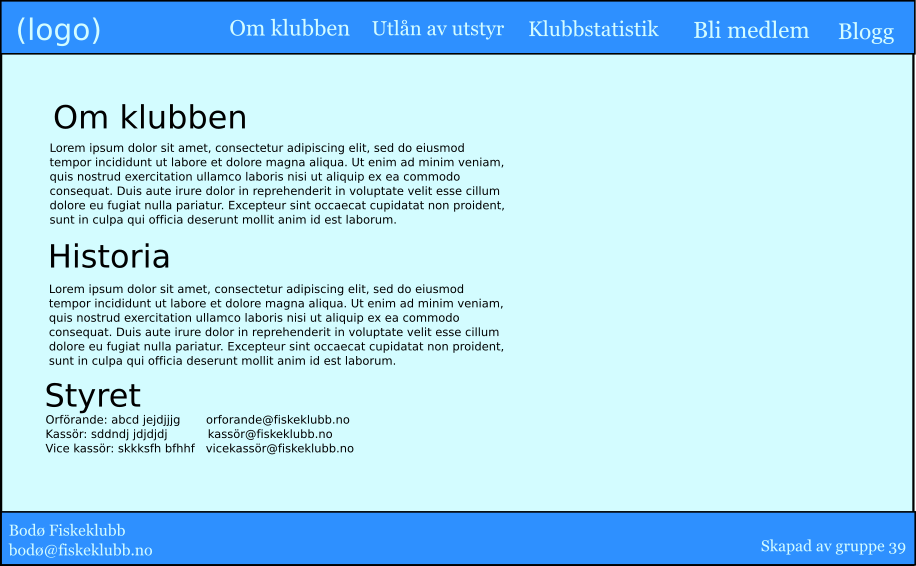 (logo) Om klubben Utlån av utstyr Klubbstatistik Bli medlem Blogg
Om klubben
Lorem ipsum dolor sit amet, consectetur adipiscing elit, sed do eiusmod
tempor incididunt ut labore et dolore magna aliqua. Ut enim ad minim veniam,
quis nostrud exercitation ullamco laboris nisi ut aliquip ex ea commodo
consequat. Duis aute irure dolor in reprehenderit in voluptate velit esse cillum
dolore eu fugiat nulla pariatur. Excepteur sint occaecat cupidatat non proident,
sunt in culpa qui officia deserunt mollit anim id est laborum.
Historia
Lorem ipsum dolor sit amet, consectetur adipiscing elit, sed do eiusmod
tempor incididunt ut labore et dolore magna aliqua. Ut enim ad minim veniam,
quis nostrud exercitation ullamco laboris nisi ut aliquip ex ea commodo
consequat. Duis aute irure dolor in reprehenderit in voluptate velit esse cillum
dolore eu fugiat nulla pariatur. Excepteur sint occaecat cupidatat non proident,
sunt in culpa qui officia deserunt mollit anim id est laborum.
Styret
Orförande: abcd jejdjjjg orforande@fiskeklubb.no
Kassör: sddndj jdjdjdj kassör@fiskeklubb.no
Vice kassör: skkksfh bfhhf vicekassör@fiskeklubb.no
Bodø Fiskeklubb
bodø@fiskeklubb.no
Skapad av gruppe 39